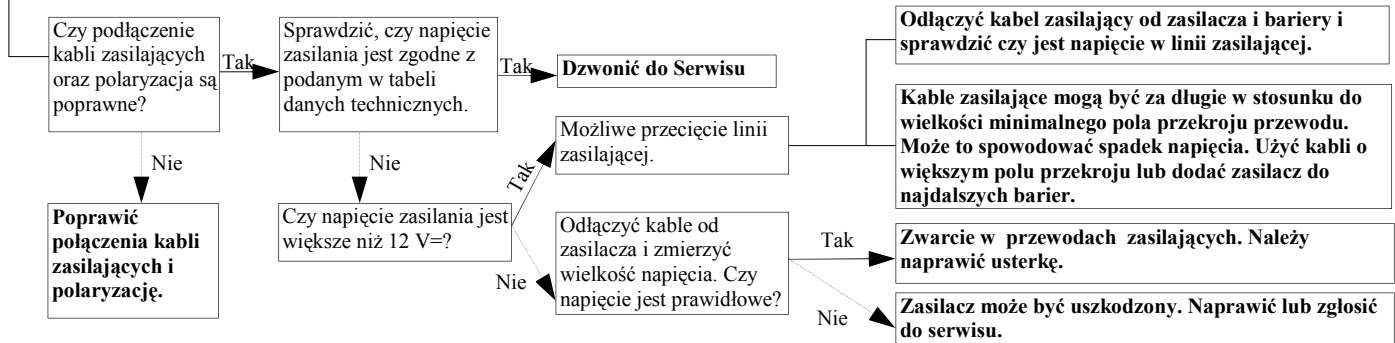 Czy podłączenie
kabli zasilających
oraz polaryzacja są
poprawne?
Tak
Sprawdzić, czy napięcie
zasilania jest zgodne z
podanym w tabeli
danych technicznych.
Tak
Dzwonić do Serwisu
Odłączyć kabel zasilający od zasilacza i bariery i
sprawdzić czy jest napięcie w linii zasilającej.
Kable zasilające mogą być za długie w stosunku do
wielkości minimalnego pola przekroju przewodu.
Może to spowodować spadek napięcia. Użyć kabli o
większym polu przekroju lub dodać zasilacz do
najdalszych barier.
Możliwe przecięcie linii
zasilającej.
Nie
Nie
Tak
Poprawić
połączenia kabli
zasilających i
polaryzację.
Czy napięcie zasilania jest
większe niż 12 V=?
Nie
Odłączyć kable od
zasilacza i zmierzyć
wielkość napięcia. Czy
napięcie jest prawidłowe?
Tak
Zwarcie w przewodach zasilających. Należy
naprawić usterkę.
Nie
Zasilacz może być uszkodzony. Naprawić lub zgłosić
do serwisu.